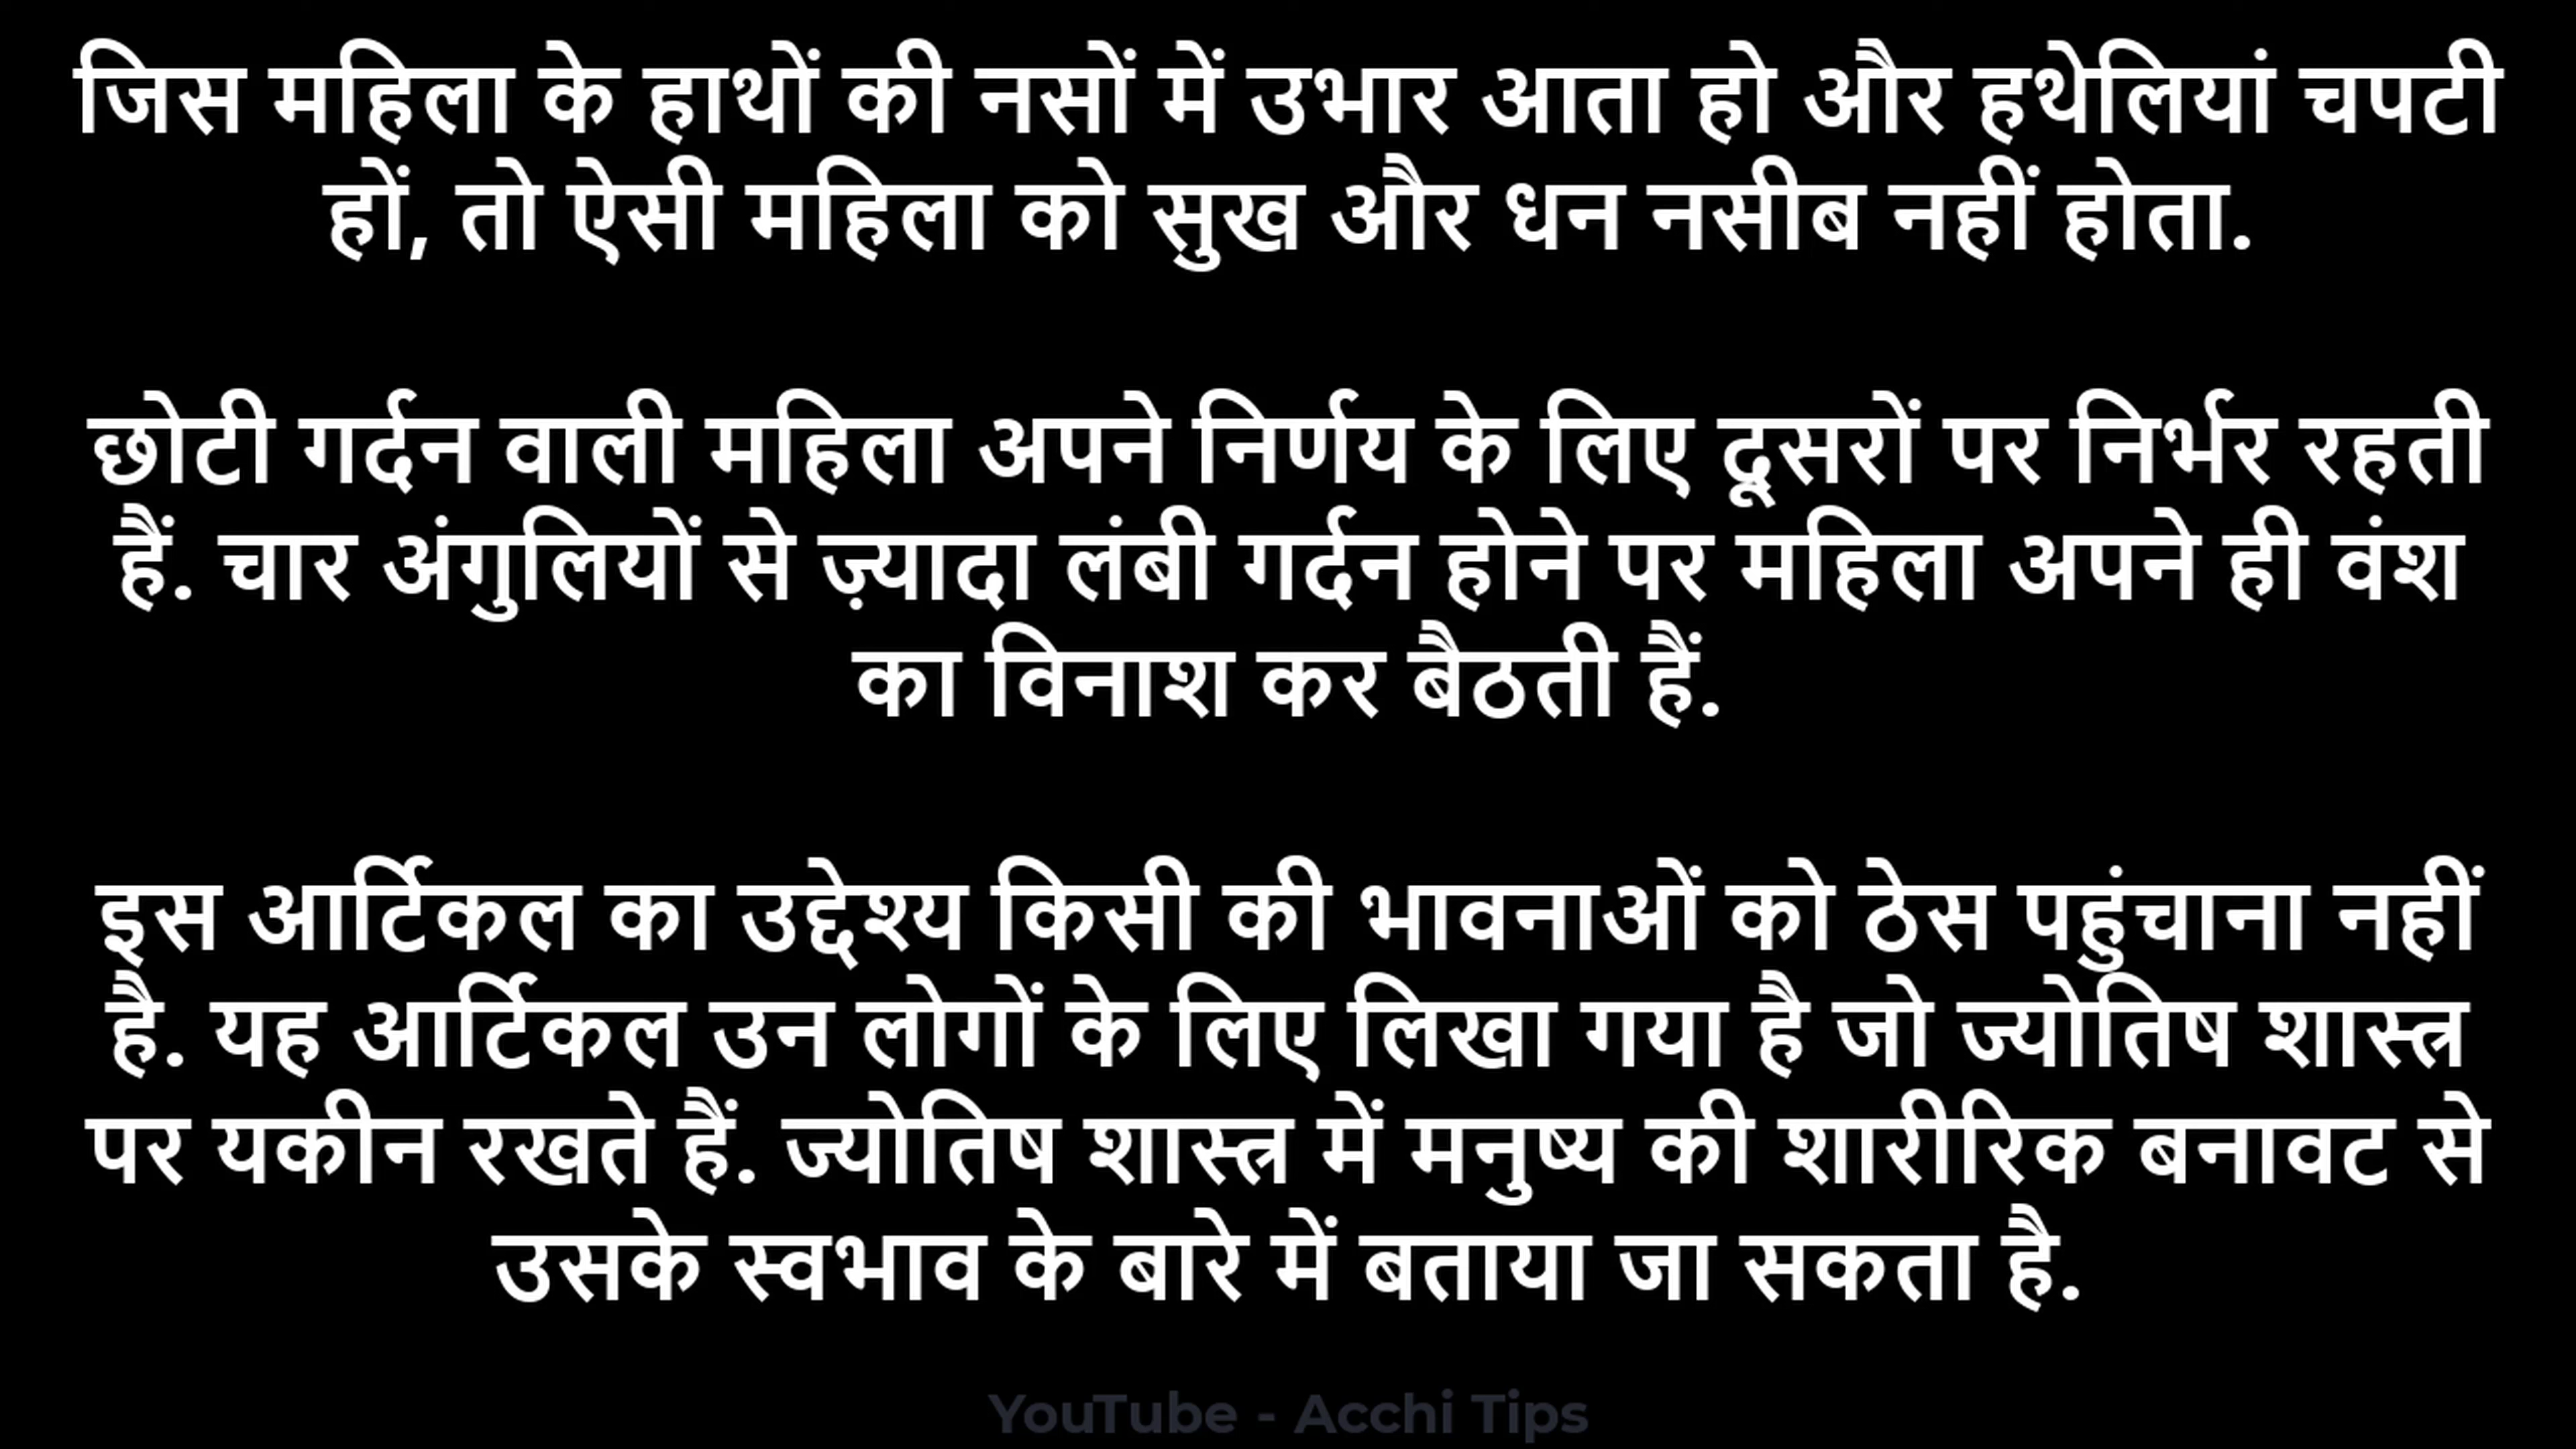 जिस महिला के हाथों की नसों में उभार आता हो और हथेलियां चपटी
हों, तो ऐसी महिला को सुख और धन नसीब नहीं होता.
छोटी गर्दन वाली महिला अपने निर्णय के लिए दूसरों पर निर्भर रहती
हैं. चार अंगुलियों से ज़्यादा लंबी गर्दन होने पर महिला अपने ही वंश
का विनाश कर बैठती हैं.
इस आर्टिकल का उद्देश्य किसी की भावनाओं को ठेस पहुंचाना नहीं
है. यह आर्टिकल उन लोगों के लिए लिखा गया है जो ज्योतिष शास्त्र
पर यकीन रखते हैं. ज्योतिष शास्त्र में मनुष्य की शारीरिक बनावट से
उसके स्वभाव के बारे में बताया जा सकता है.
YouTube - Acchi Tips